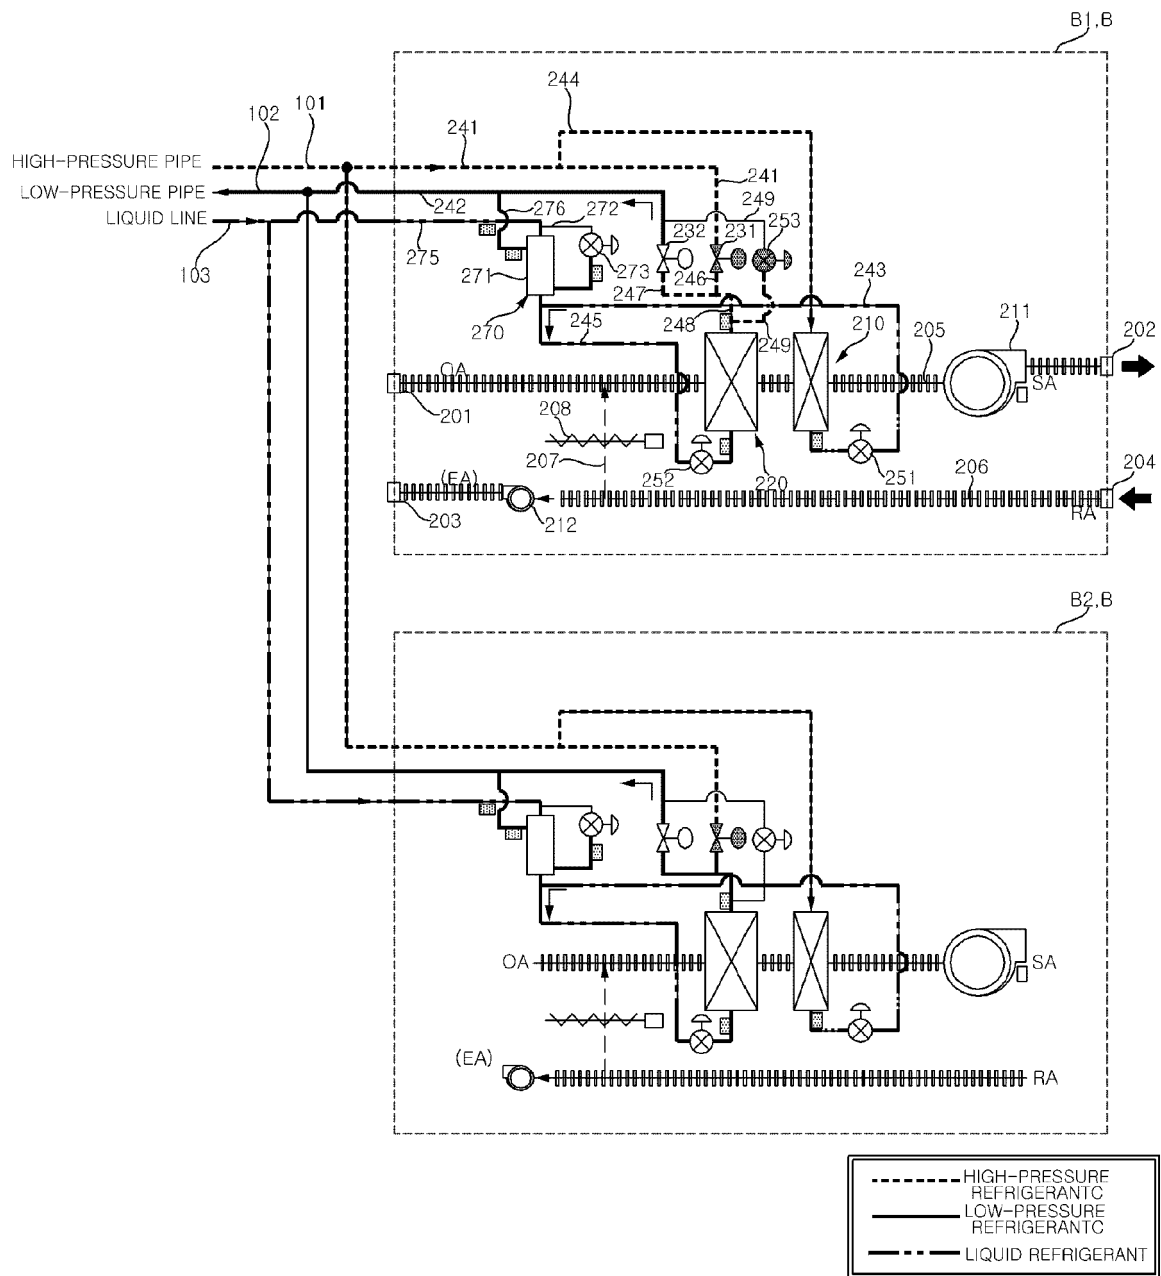 B1,B
244
102
101
241
HIGH-PRESSURE PIPE
LOW-PRESSURE PIPE
LIQUID LINE
103
242
276
272
275
271
273
270
245
232
241
249
231
253
246
247
248
249
243
210
211
205
202
OA
SA
201
208
207
252
220
251
206
204
(EA)
203
212
RA
B2,B
OA
SA
(EA)
RA
HIGH-PRESSURE
REFRIGERANTC
LOW-PRESSURE
REFRIGERANTC
LIQUID REFRIGERANT